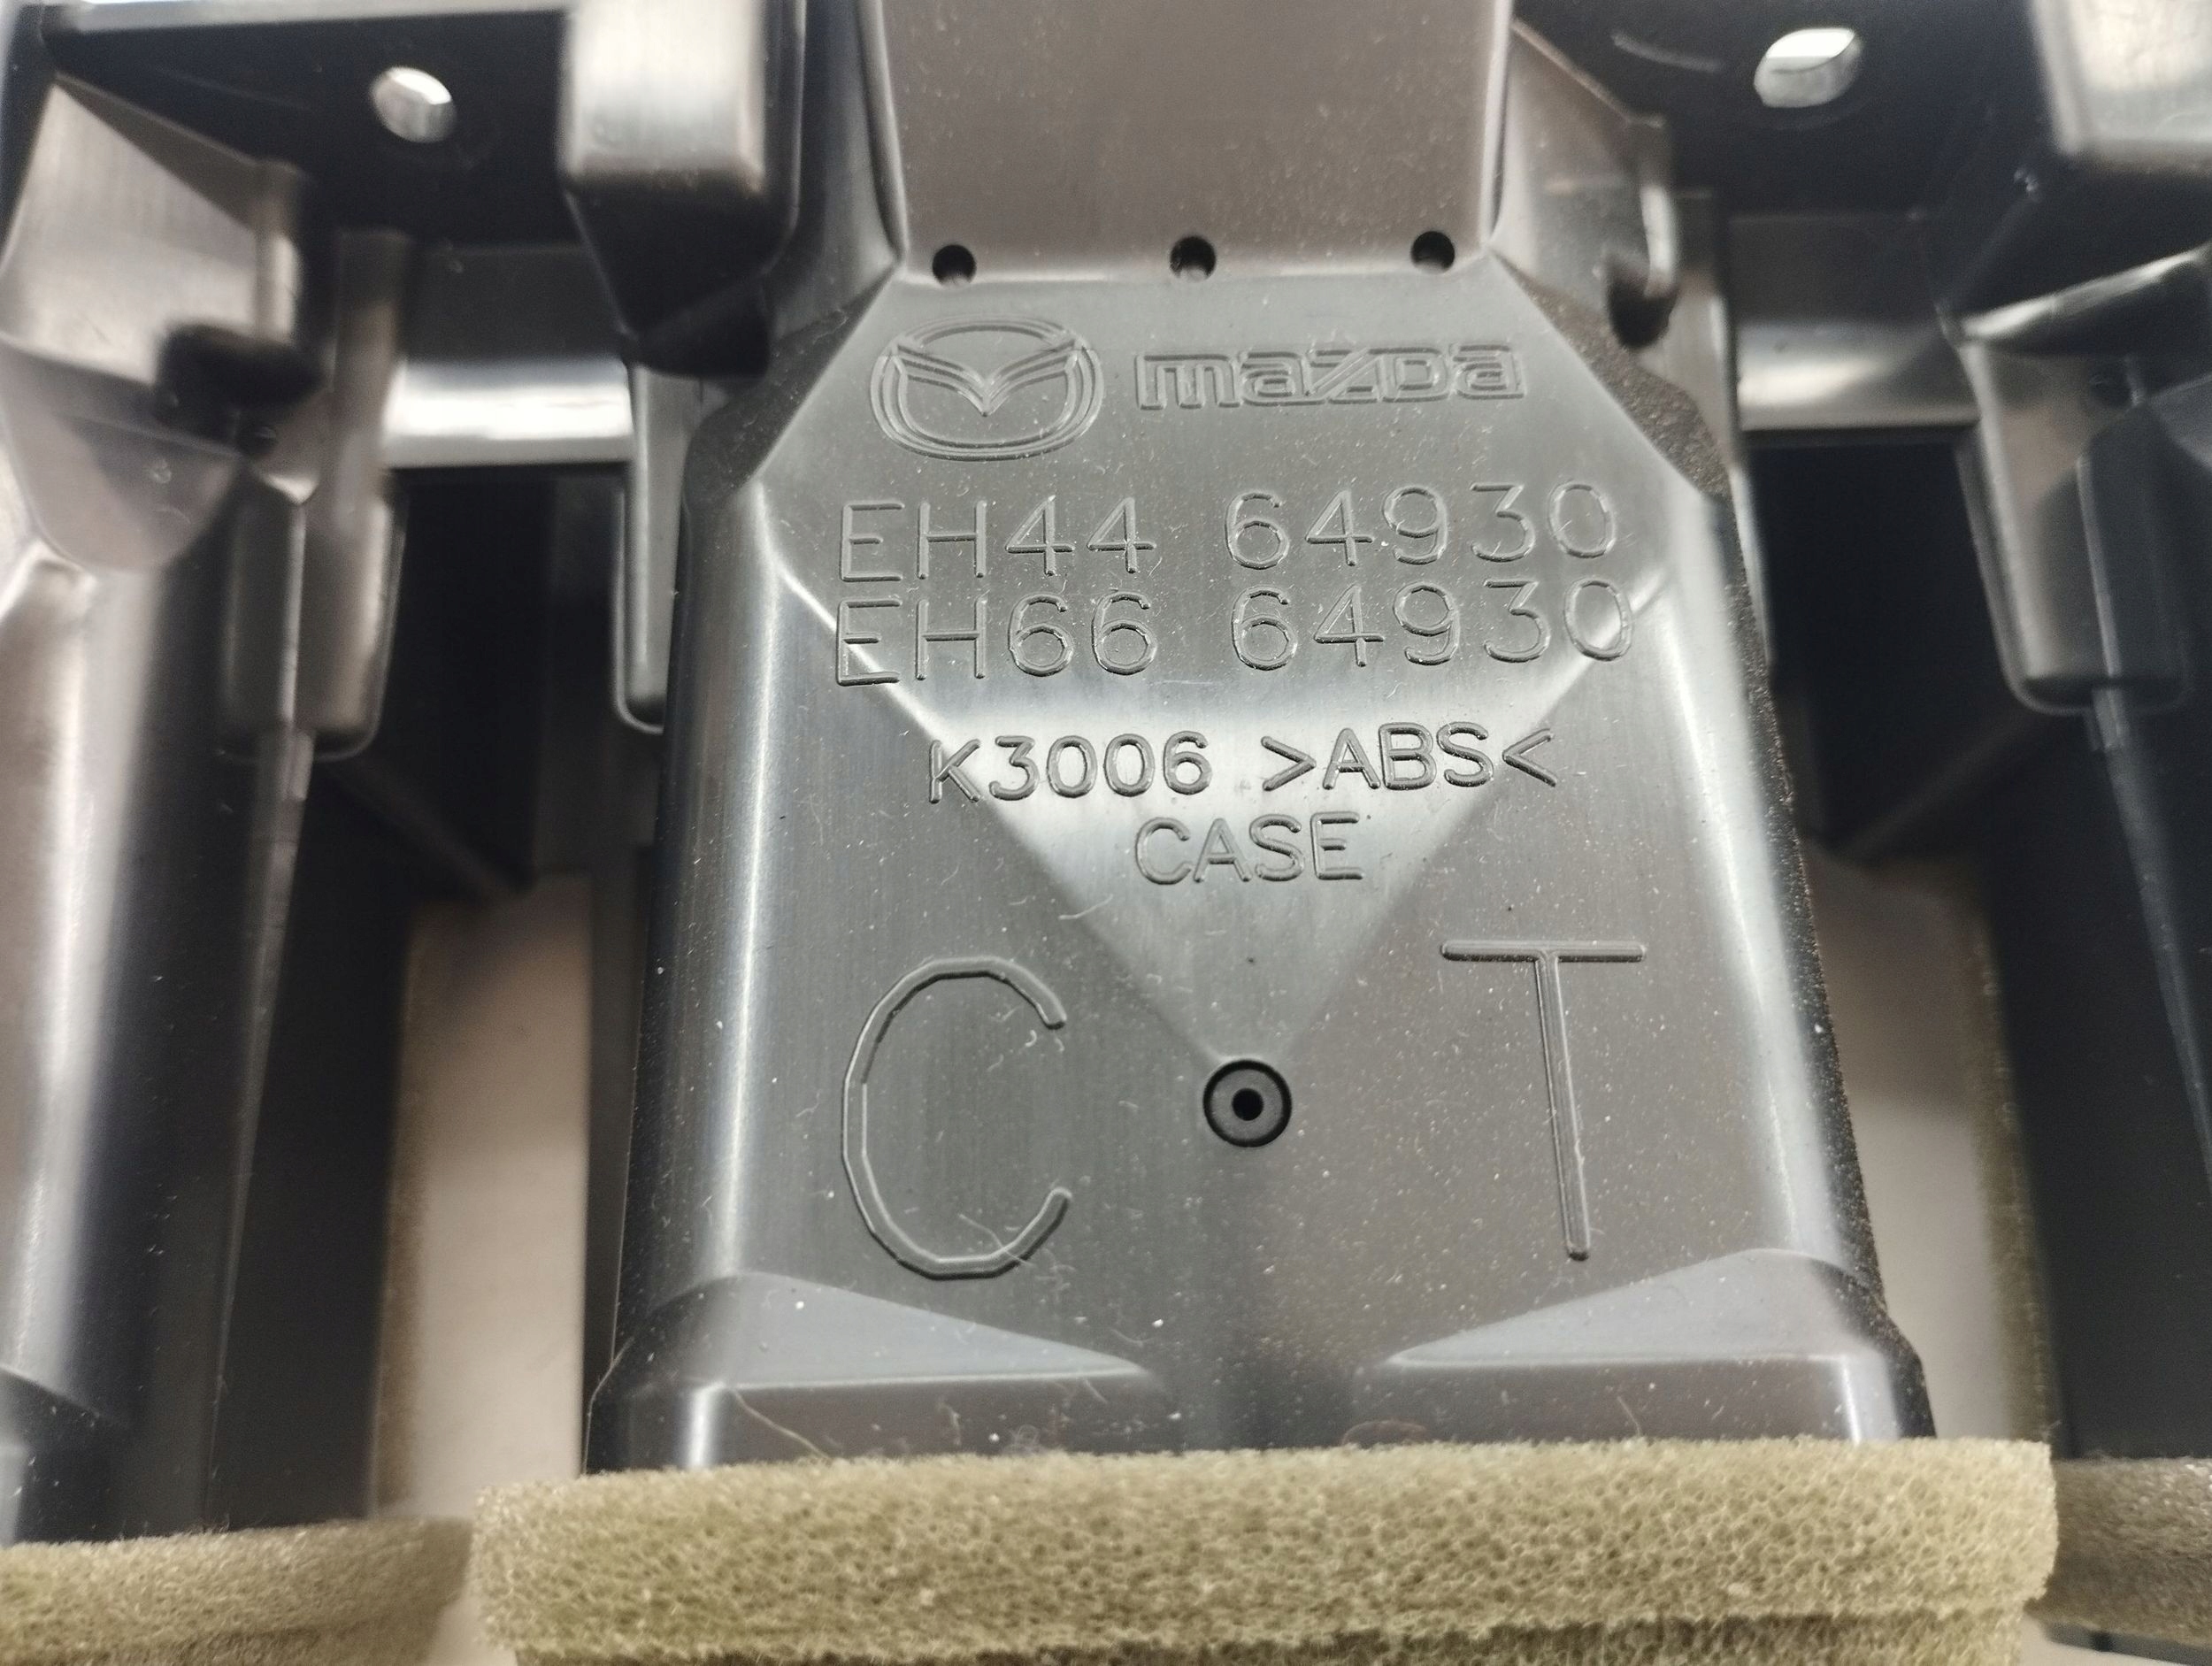 mazda
EH44 64930
EH66 64930
K3006 >ABS<
CASE
C T